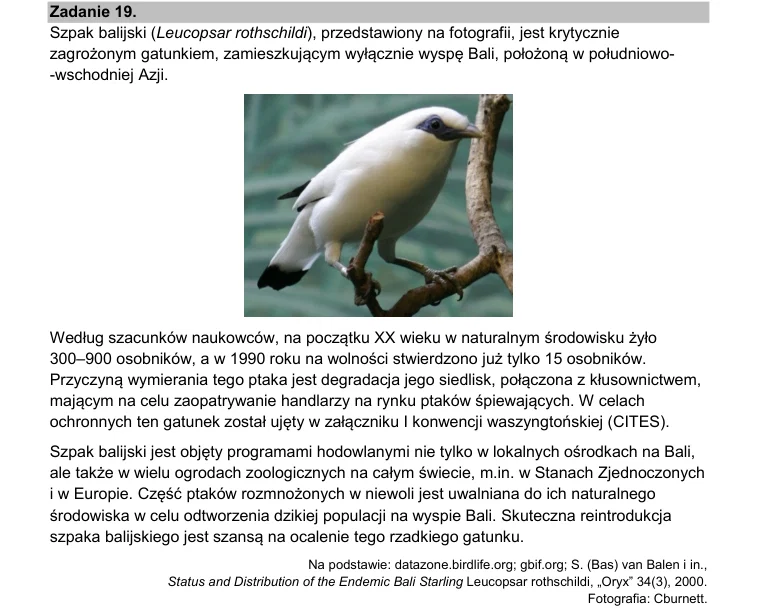 Zadanie 19.
Szpak balijski (Leucopsar rothschildi), przedstawiony na fotografii, jest krytycznie
zagrożonym gatunkiem, zamieszkującym wyłącznie wyspę Bali, położoną w południowo-
-wschodniej Azji.
Według szacunków naukowców, na początku XX wieku w naturalnym środowisku żyło
300–900 osobników, a w 1990 roku na wolności stwierdzono już tylko 15 osobników.
Przyczyną wymierania tego ptaka jest degradacja jego siedlisk, połączona z kłusownictwem,
mającym na celu zaopatrywanie handlarzy na rynku ptaków śpiewających. W celach
ochronnych ten gatunek został ujęty w załączniku I konwencji waszyngtońskiej (CITES).
Szpak balijski jest objęty programami hodowlanymi nie tylko w lokalnych ośrodkach na Bali,
ale także w wielu ogrodach zoologicznych na całym świecie, m.in. w Stanach Zjednoczonych
i w Europie. Część ptaków rozmnożonych w niewoli jest uwalniana do ich naturalnego
środowiska w celu odtworzenia dzikiej populacji na wyspie Bali. Skuteczna reintrodukcja
szpaka balijskiego jest szansą na ocalenie tego rzadkiego gatunku.
Na podstawie: datazone.birdlife.org; gbif.org; S. (Bas) van Balen i in.,
Status and Distribution of the Endemic Bali Starling Leucopsar rothschildi, „Oryx” 34(3), 2000.
Fotografia: Cburnett.